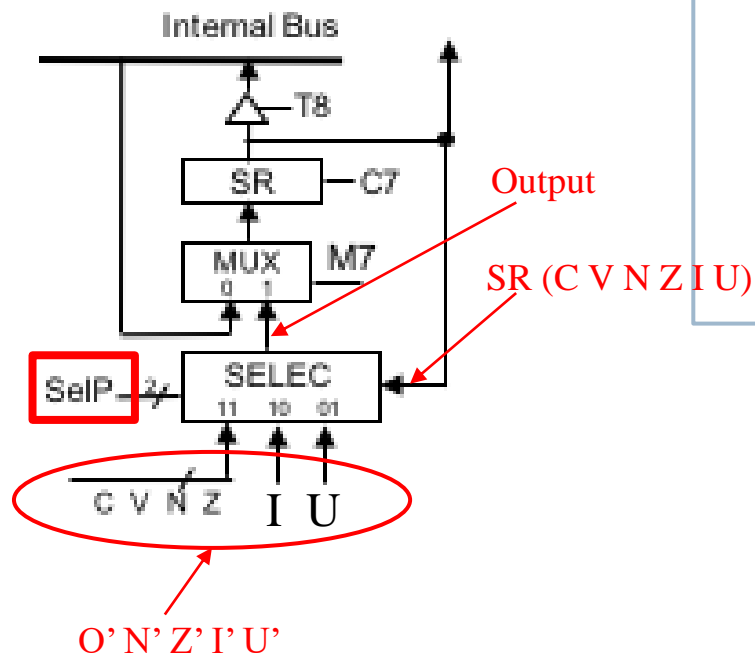 Internal Bus
T8
SR
C7
Output
MUX
M7
0 1
SR (C V N Z I U)
SelP
2
SELEC
11 10 01
C V N Z
I U
O' N' Z' I' U'